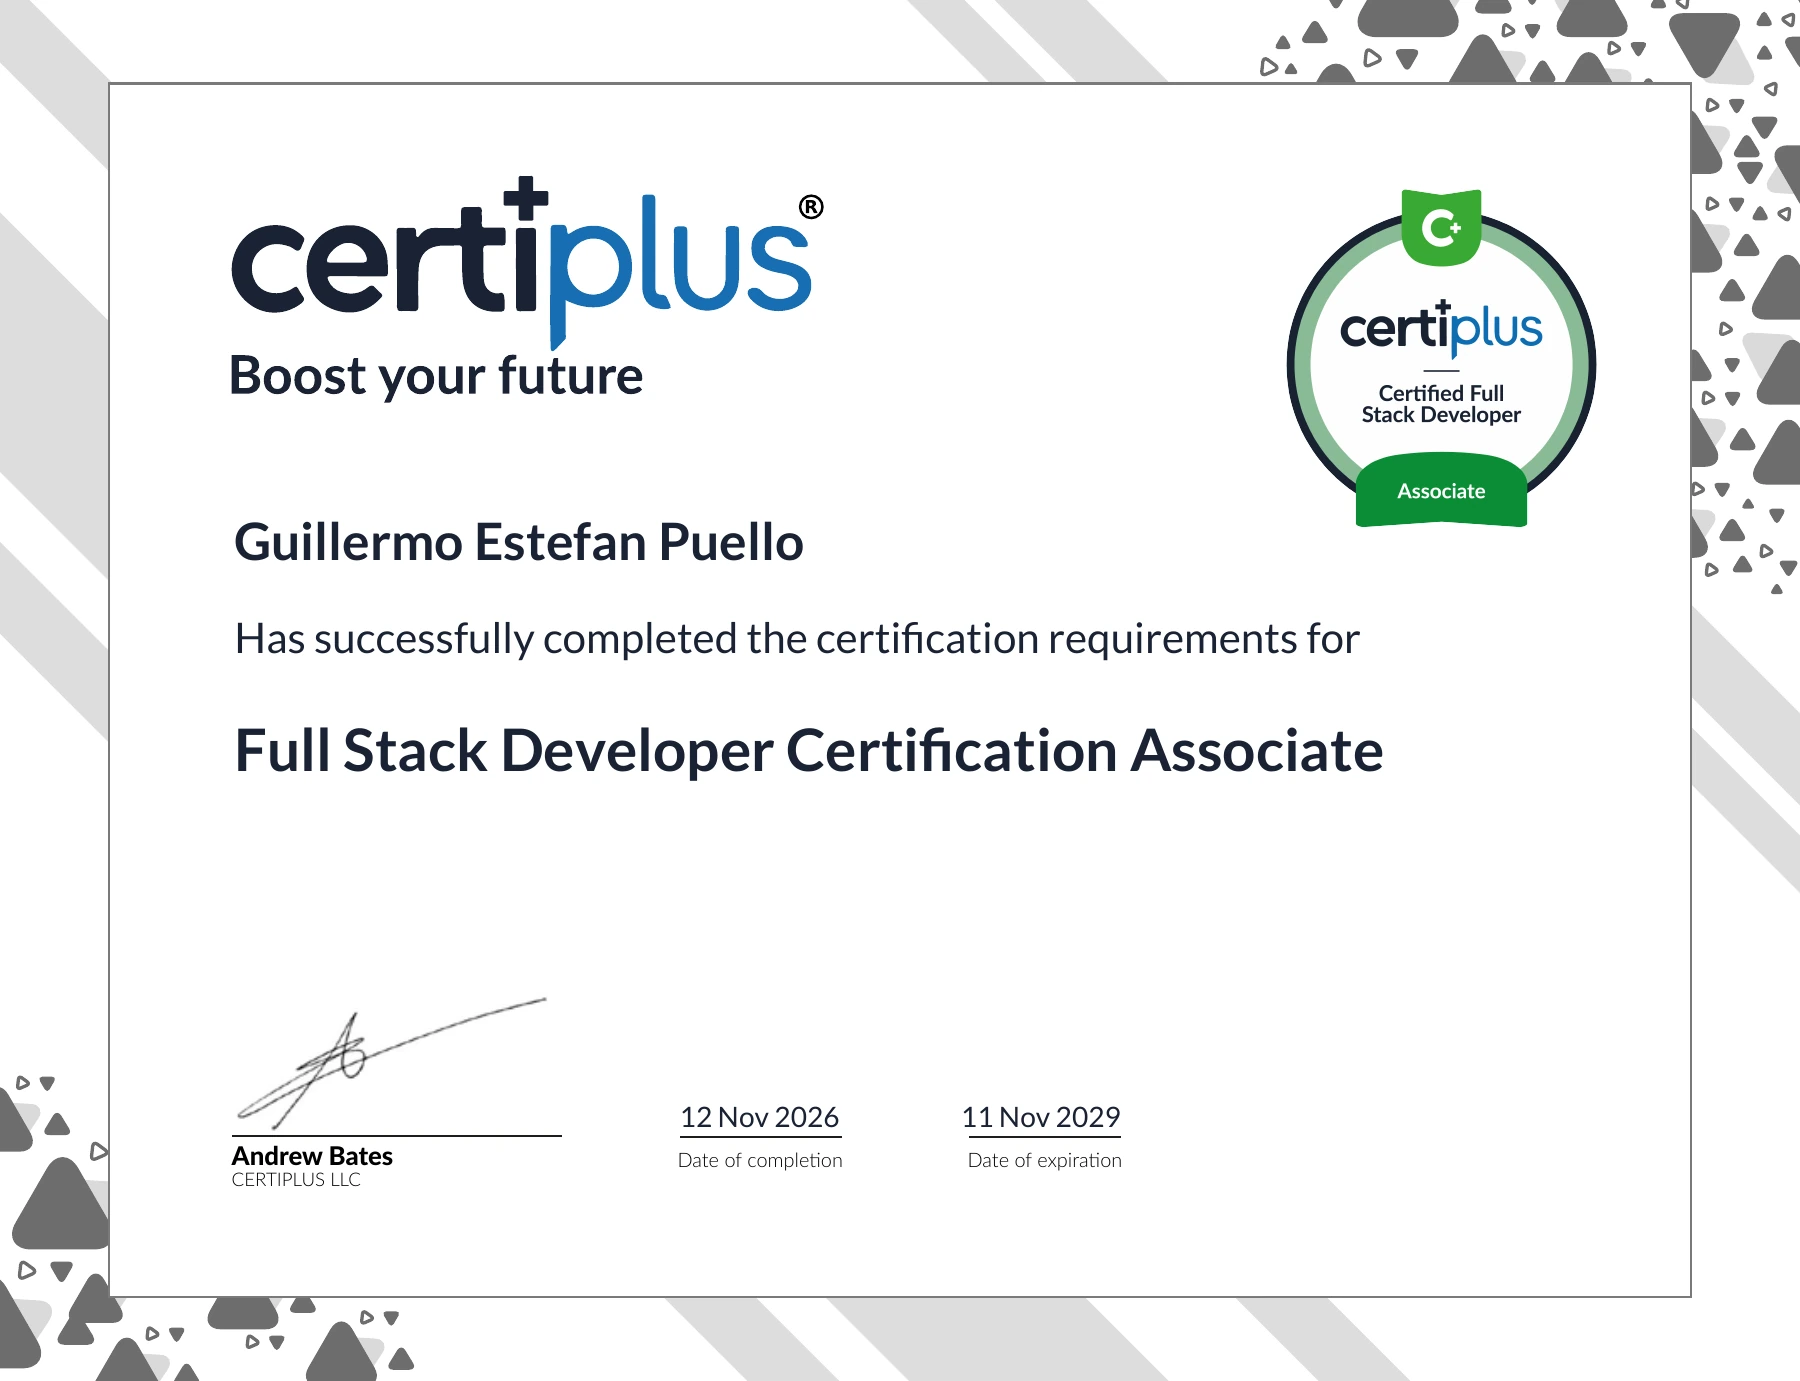 certiplus®
Boost your future
C+
certiplus
Certified Full
Stack Developer
Associate
Guillermo Estefan Puello
Has successfully completed the certification requirements for
Full Stack Developer Certification Associate
12 Nov 2026
11 Nov 2029
Andrew Bates
CERTIPLUS LLC
Date of completion
Date of expiration